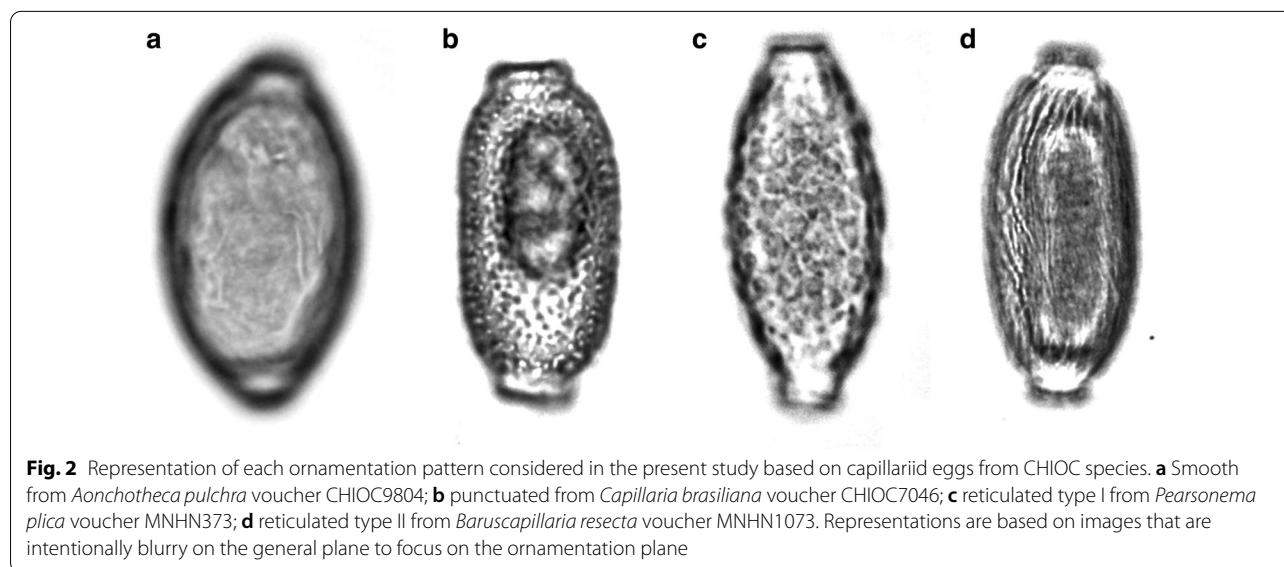 a b c d
Fig. 2 Representation of each ornamentation pattern considered in the present study based on capillariid eggs from CHIOC species. a Smooth
from Aonchotheca pulchra voucher CHIOC9804; b punctuated from Capillaria brasiliana voucher CHIOC7046; c reticulated type I from Pearsonema
plica voucher MNHN373; d reticulated type II from Baruscapillaria resecta voucher MNHN1073. Representations are based on images that are
intentionally blurry on the general plane to focus on the ornamentation plane